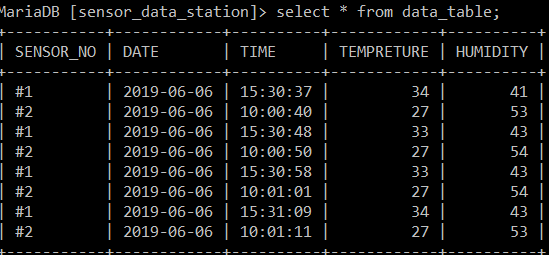 MariaDB [sensor_data_station]> select * from data_table;
+-----------+------------+----------+------------+----------+
| SENSOR_NO | DATE       | TIME     | TEMPRETURE | HUMIDITY |
+-----------+------------+----------+------------+----------+
| #1        | 2019-06-06 | 15:30:37 |         34 |       41 |
| #2        | 2019-06-06 | 10:00:40 |         27 |       53 |
| #1        | 2019-06-06 | 15:30:48 |         33 |       43 |
| #2        | 2019-06-06 | 10:00:50 |         27 |       54 |
| #1        | 2019-06-06 | 15:30:58 |         33 |       43 |
| #2        | 2019-06-06 | 10:01:01 |         27 |       54 |
| #1        | 2019-06-06 | 15:31:09 |         34 |       43 |
| #2        | 2019-06-06 | 10:01:11 |         27 |       53 |
+-----------+------------+----------+------------+----------+